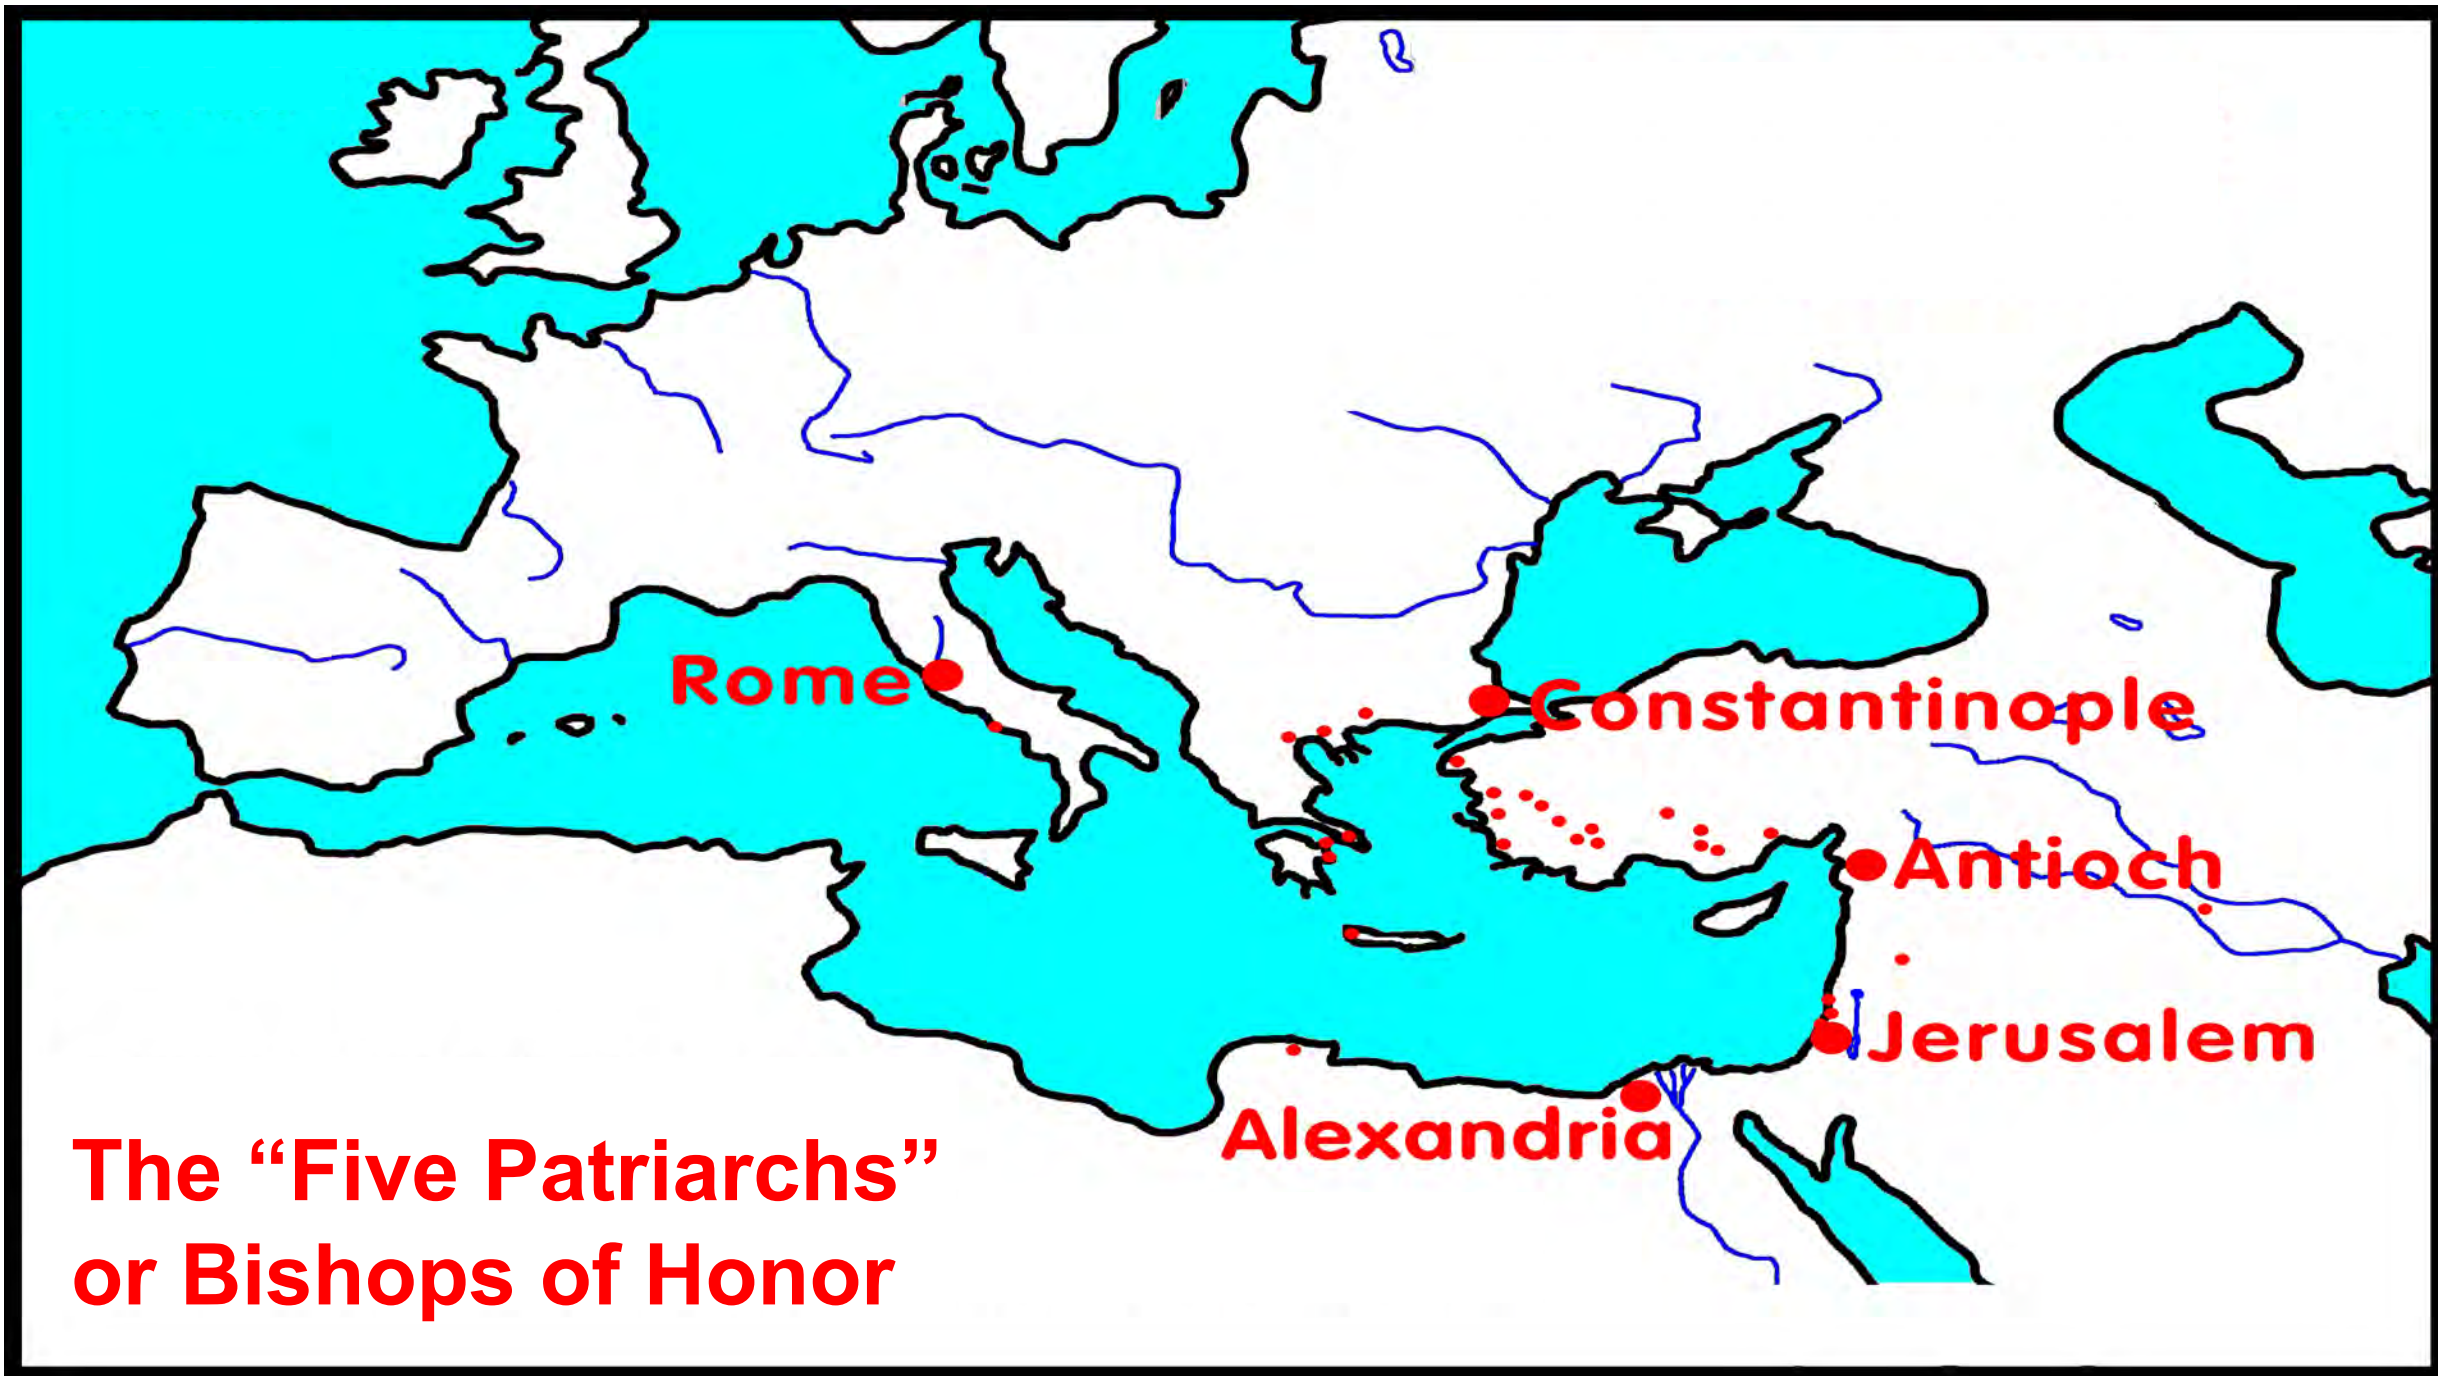 Rome
Constantinople
Antioch
Jerusalem
Alexandria
The “Five Patriarchs”
or Bishops of Honor